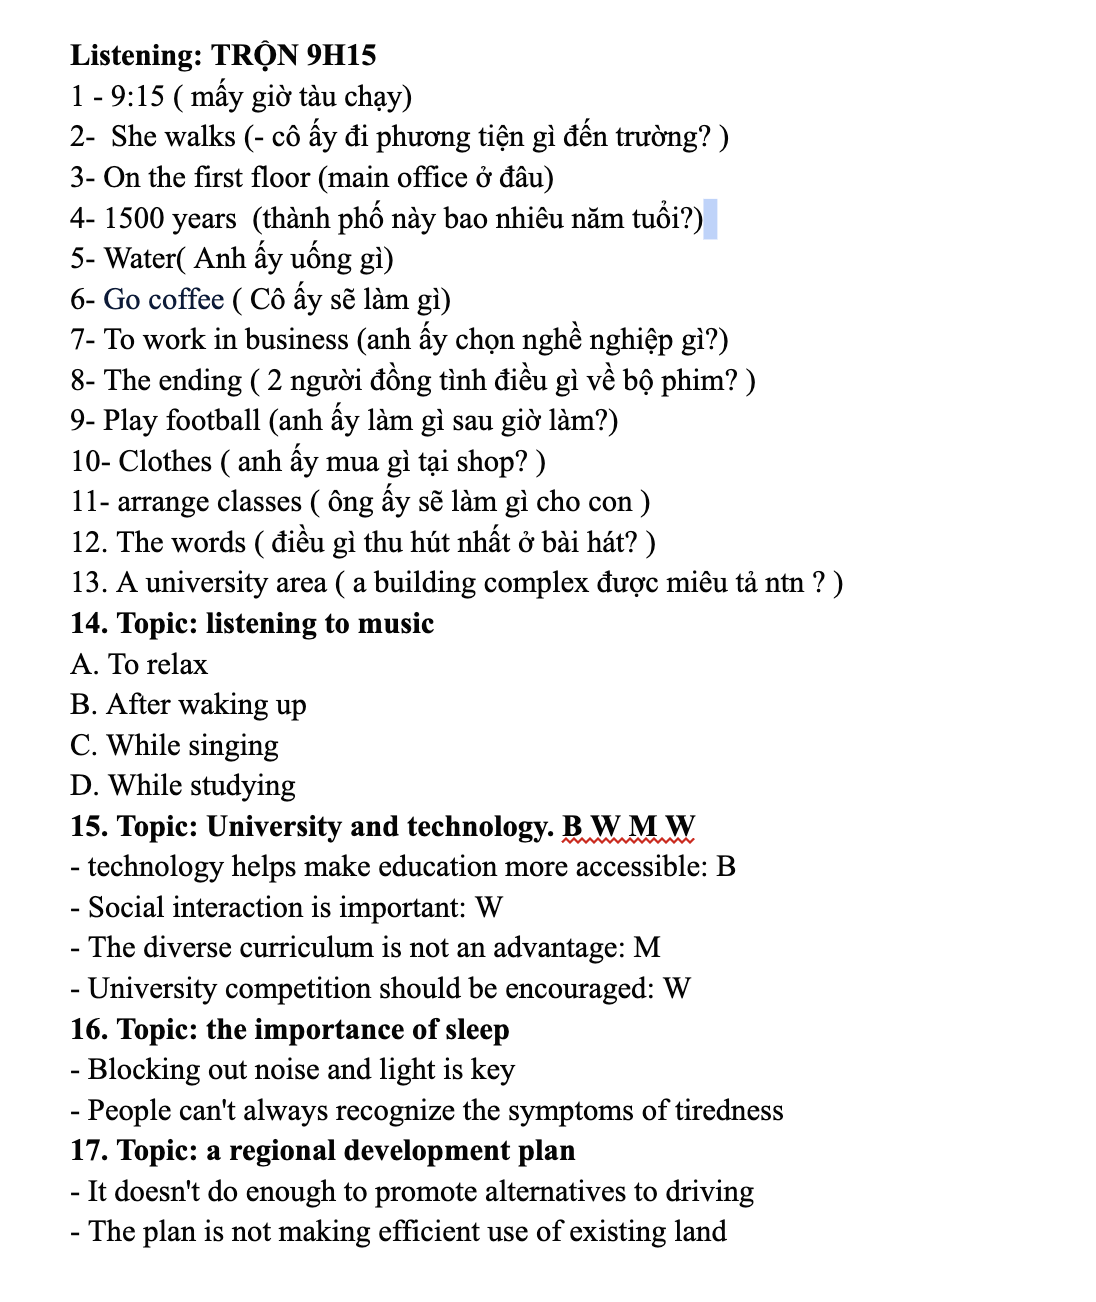 Listening: TRỘN 9H15
1 - 9:15 ( mấy giờ tàu chạy)
2-  She walks (- cô ấy đi phương tiện gì đến trường? )
3- On the first floor (main office ở đâu)
4- 1500 years  (thành phố này bao nhiêu năm tuổi?)
5- Water( Anh ấy uống gì)
6- Go coffee ( Cô ấy sẽ làm gì)
7- To work in business (anh ấy chọn nghề nghiệp gì?)
8- The ending ( 2 người đồng tình điều gì về bộ phim? )
9- Play football (anh ấy làm gì sau giờ làm?)
10- Clothes ( anh ấy mua gì tại shop? )
11- arrange classes ( ông ấy sẽ làm gì cho con )
12. The words ( điều gì thu hút nhất ở bài hát? )
13. A university area ( a building complex được miêu tả ntn ? )
14. Topic: listening to music
A. To relax
B. After waking up
C. While singing
D. While studying
15. Topic: University and technology. B W M W
- technology helps make education more accessible: B
- Social interaction is important: W
- The diverse curriculum is not an advantage: M
- University competition should be encouraged: W
16. Topic: the importance of sleep
- Blocking out noise and light is key
- People can't always recognize the symptoms of tiredness
17. Topic: a regional development plan
- It doesn't do enough to promote alternatives to driving
- The plan is not making efficient use of existing land